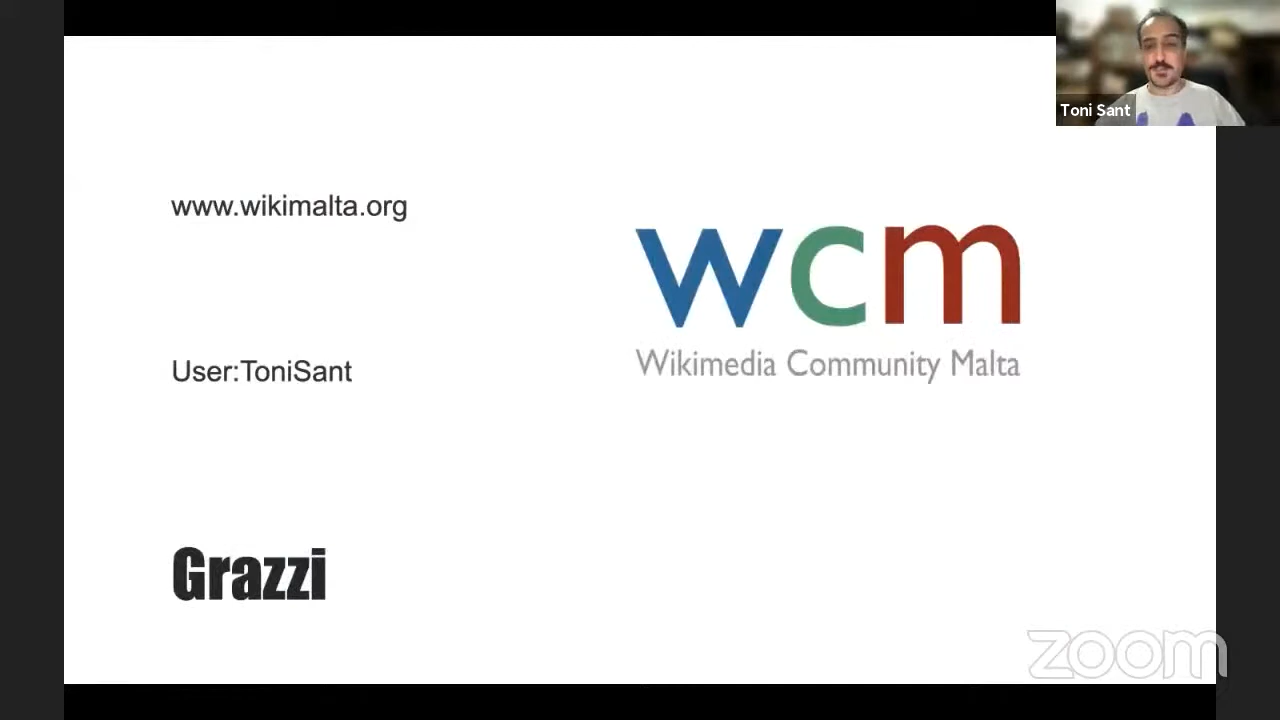 Toni Sant
www.wikimalta.org
wcm
Wikimedia Community Malta
User:ToniSant
Grazzi
zoom